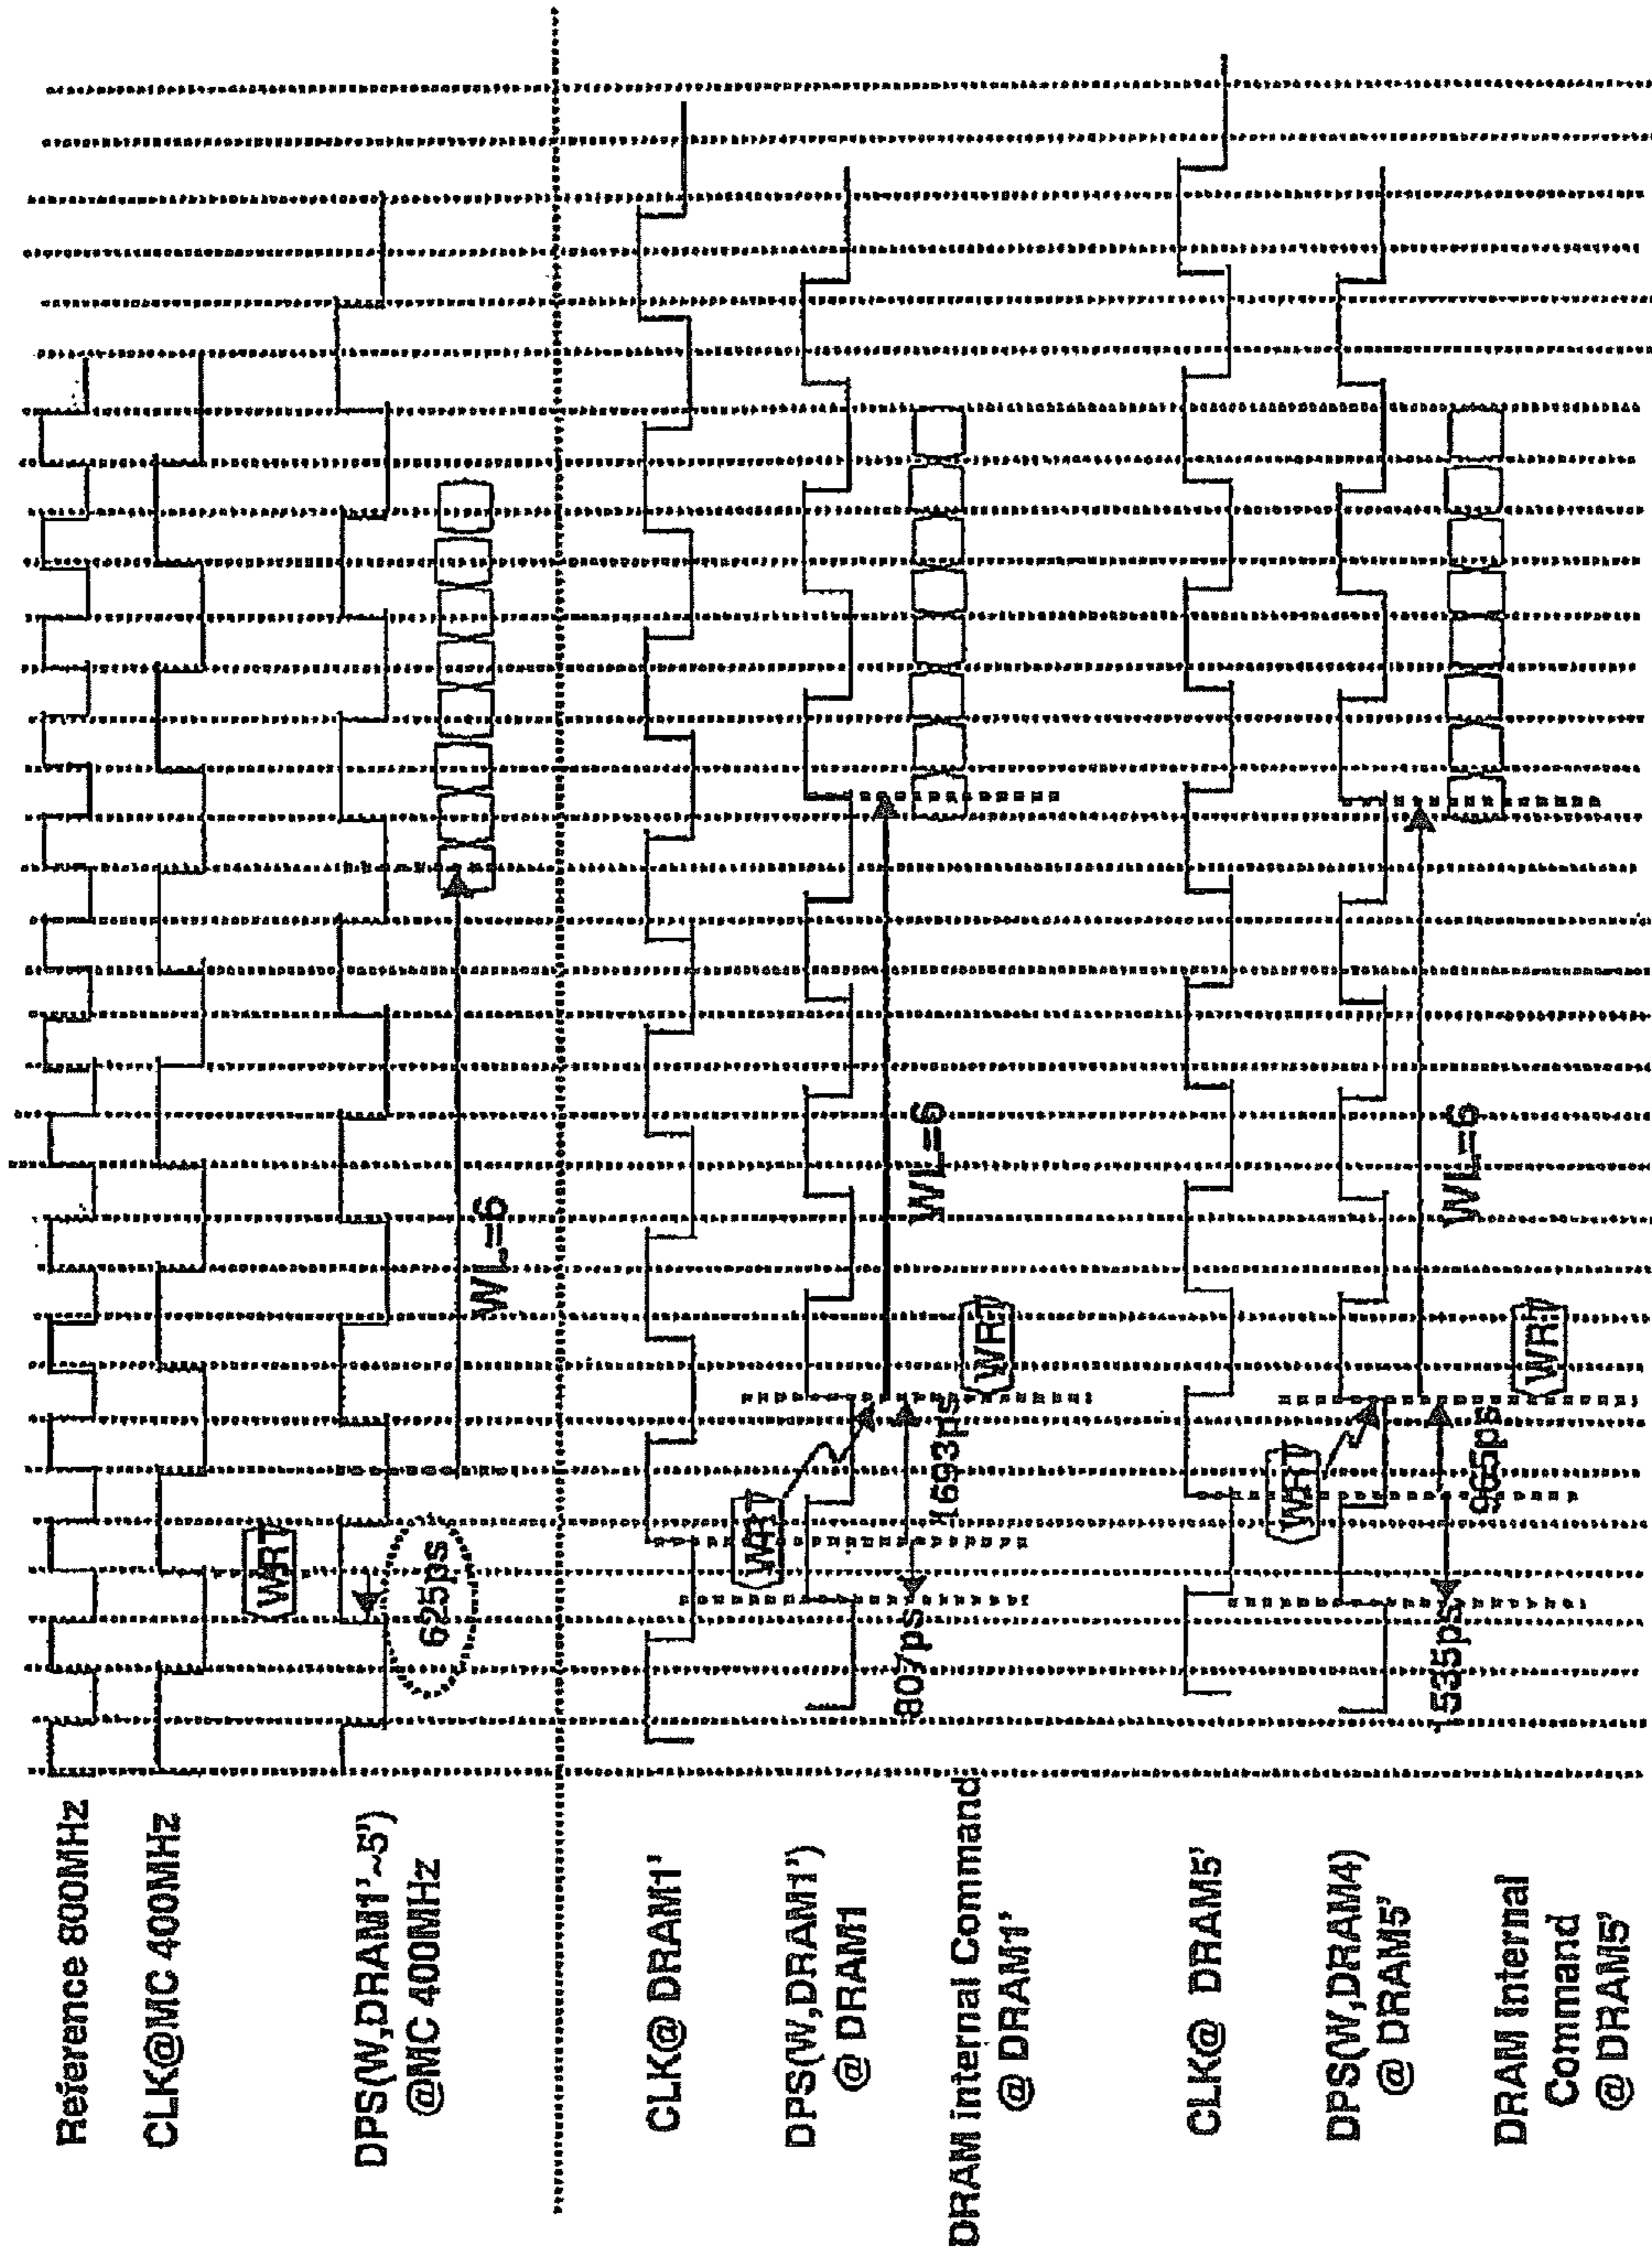 Reference 800MHz
CLK@MC 400MHz
WRT
DPS(W,DRAM1'~5')
@MC 400MHz
625ps
WL=6
CLK@ DRAM1'
WRT
DPS(W,DRAM1')
@ DRAM1
807ps
1693ps
WL=6
DRAM internal Command
@ DRAM1'
WRT
CLK@ DRAM5'
WRT
DPS(W,DRAM4)
@ DRAM5'
535ps
965ps
WL=6
DRAM Internal
Command
@ DRAM5'
WRT